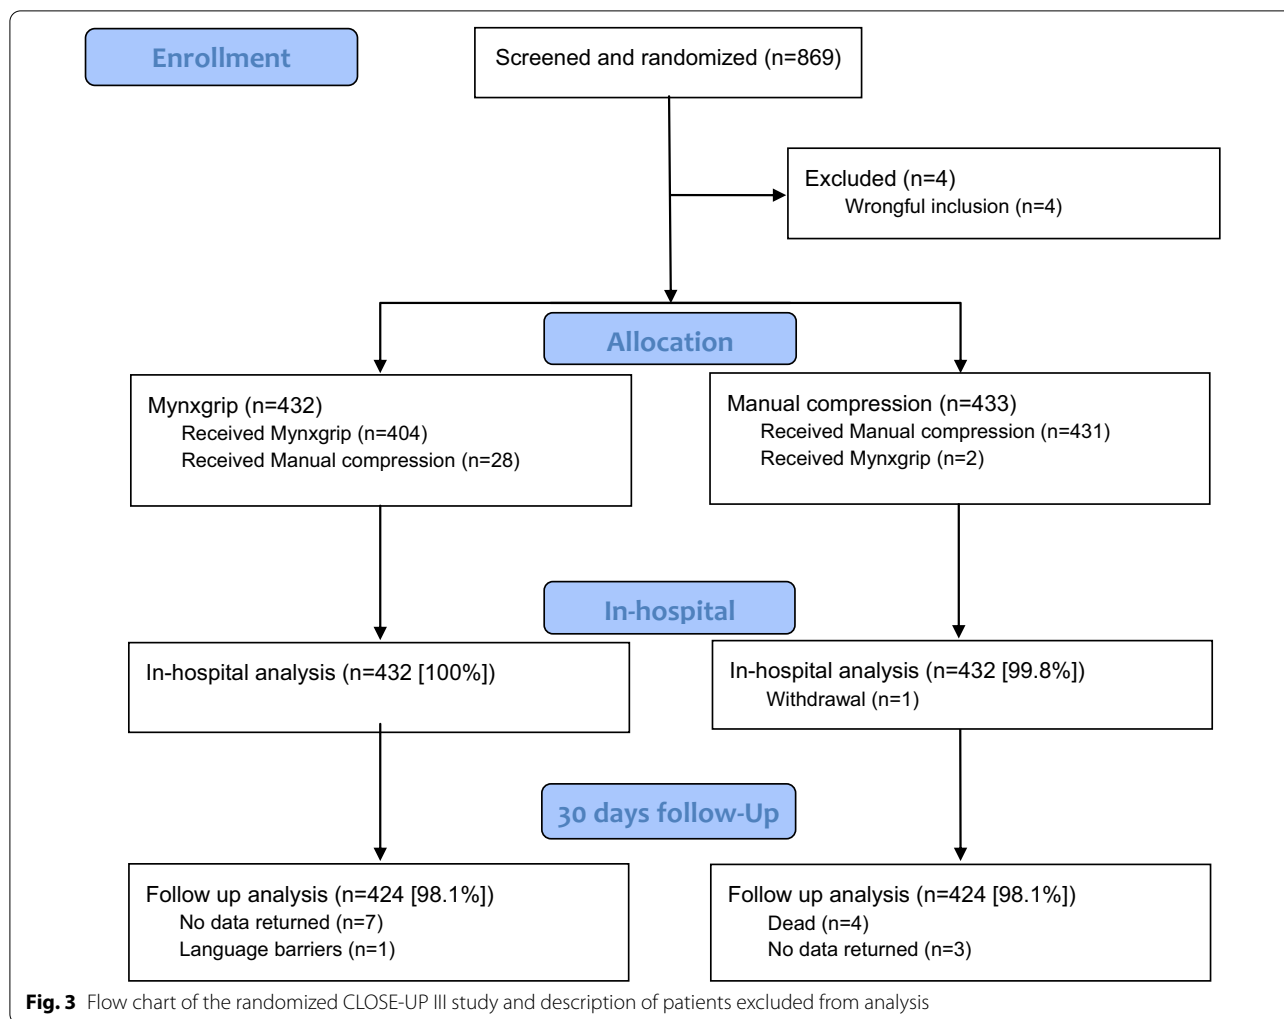 Enrollment
Screened and randomized (n=869)
Excluded (n=4)
Wrongful inclusion (n=4)
Allocation
Mynxgrip (n=432)
Received Mynxgrip (n=404)
Received Manual compression (n=28)
Manual compression (n=433)
Received Manual compression (n=431)
Received Mynxgrip (n=2)
In-hospital
In-hospital analysis (n=432 [100%])
In-hospital analysis (n=432 [99.8%])
Withdrawal (n=1)
30 days follow-Up
Follow up analysis (n=424 [98.1%])
No data returned (n=7)
Language barriers (n=1)
Follow up analysis (n=424 [98.1%])
Dead (n=4)
No data returned (n=3)
Fig. 3 Flow chart of the randomized CLOSE-UP III study and description of patients excluded from analysis